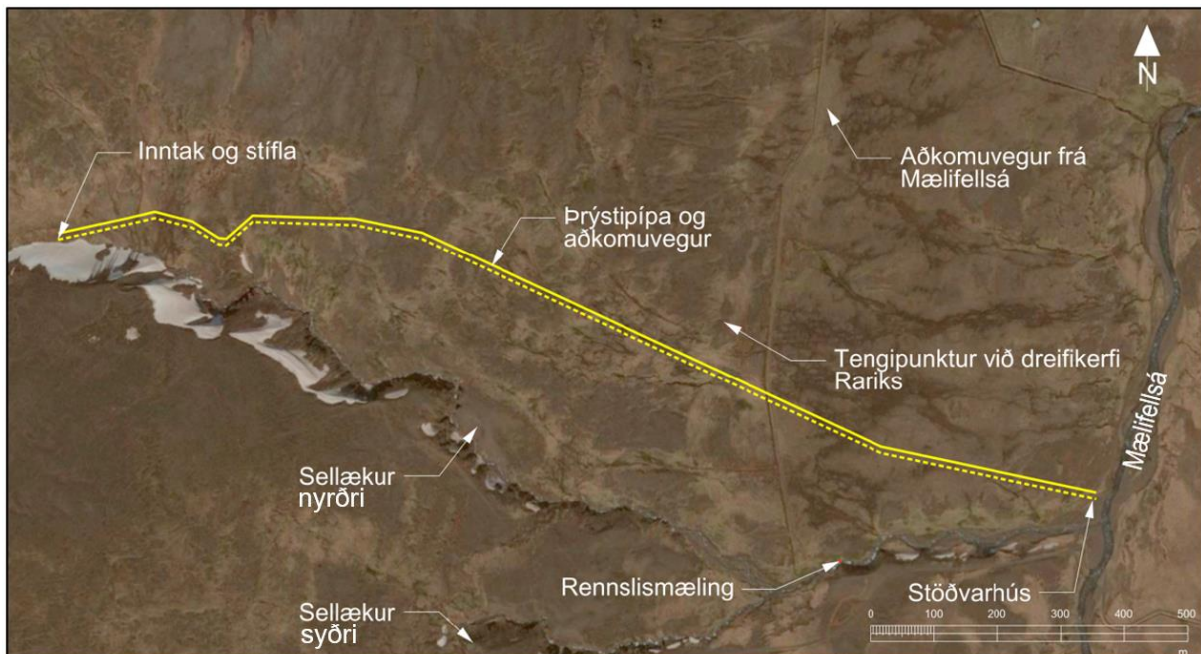 N
Inntak og stífla
Aðkomuvegur frá
Mælifellsá
Þrýstipípa og
aðkomuvegur
Tengipunktur við dreifikerfi
Rariks
Mælifellsá
Sellækur
nyrðri
Rennslismæling
Stöðvarhús
Sellækur
syðri
0 100 200 300 400 500
m